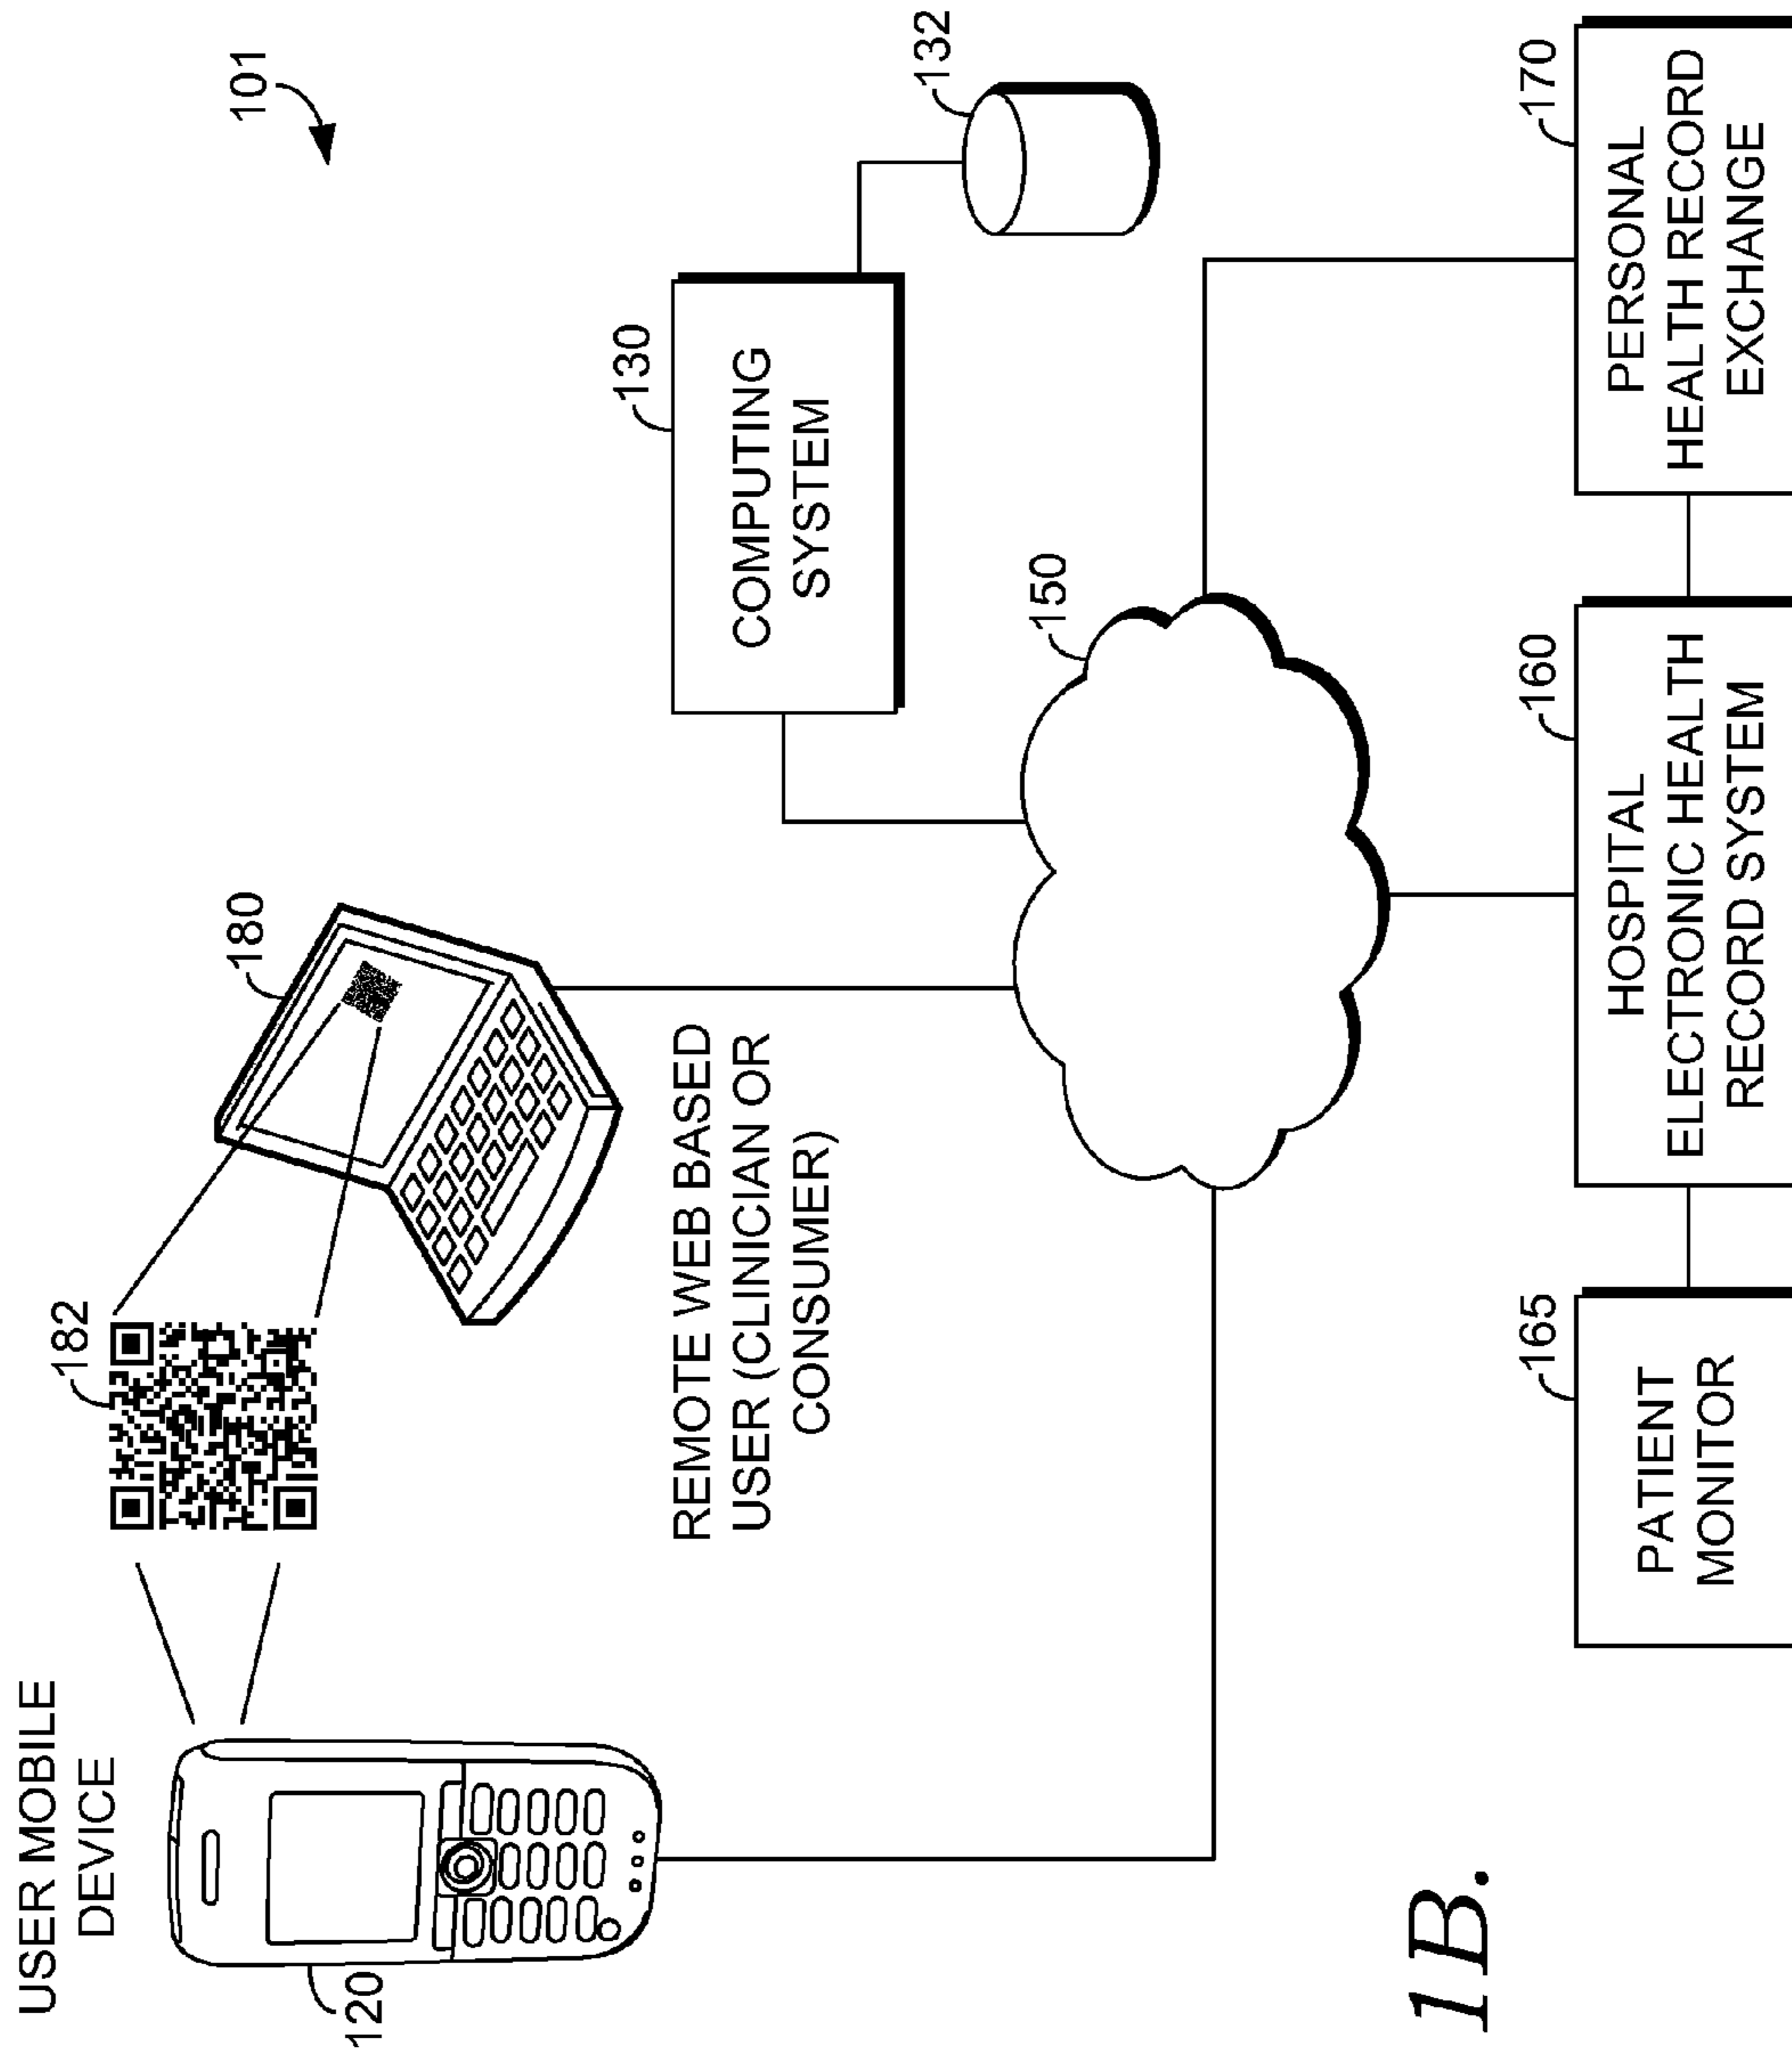 USER MOBILE
DEVICE
120
182
180
101
REMOTE WEB BASED
USER (CLINICIAN OR
CONSUMER)
130
COMPUTING
SYSTEM
132
150
165
PATIENT
MONITOR
160
HOSPITAL
ELECTRONIC HEALTH
RECORD SYSTEM
170
PERSONAL
HEALTH RECORD
EXCHANGE
1B.